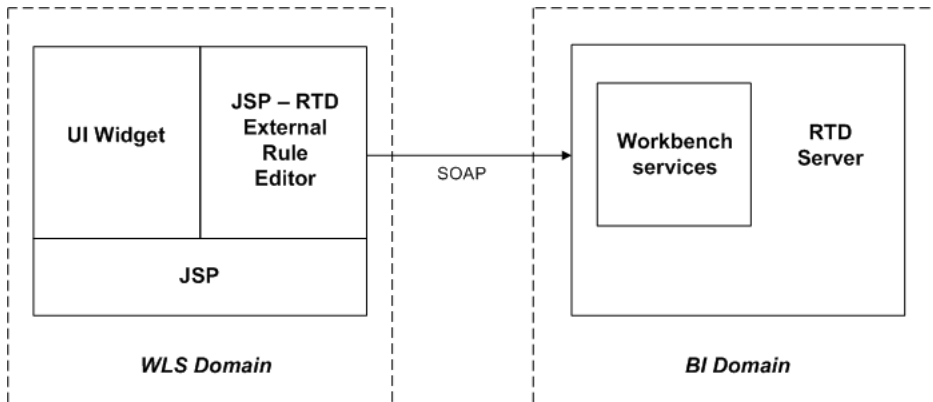 UI Widget
JSP – RTD
External
Rule
Editor
JSP
WLS Domain
SOAP
Workbench
services
RTD
Server
BI Domain